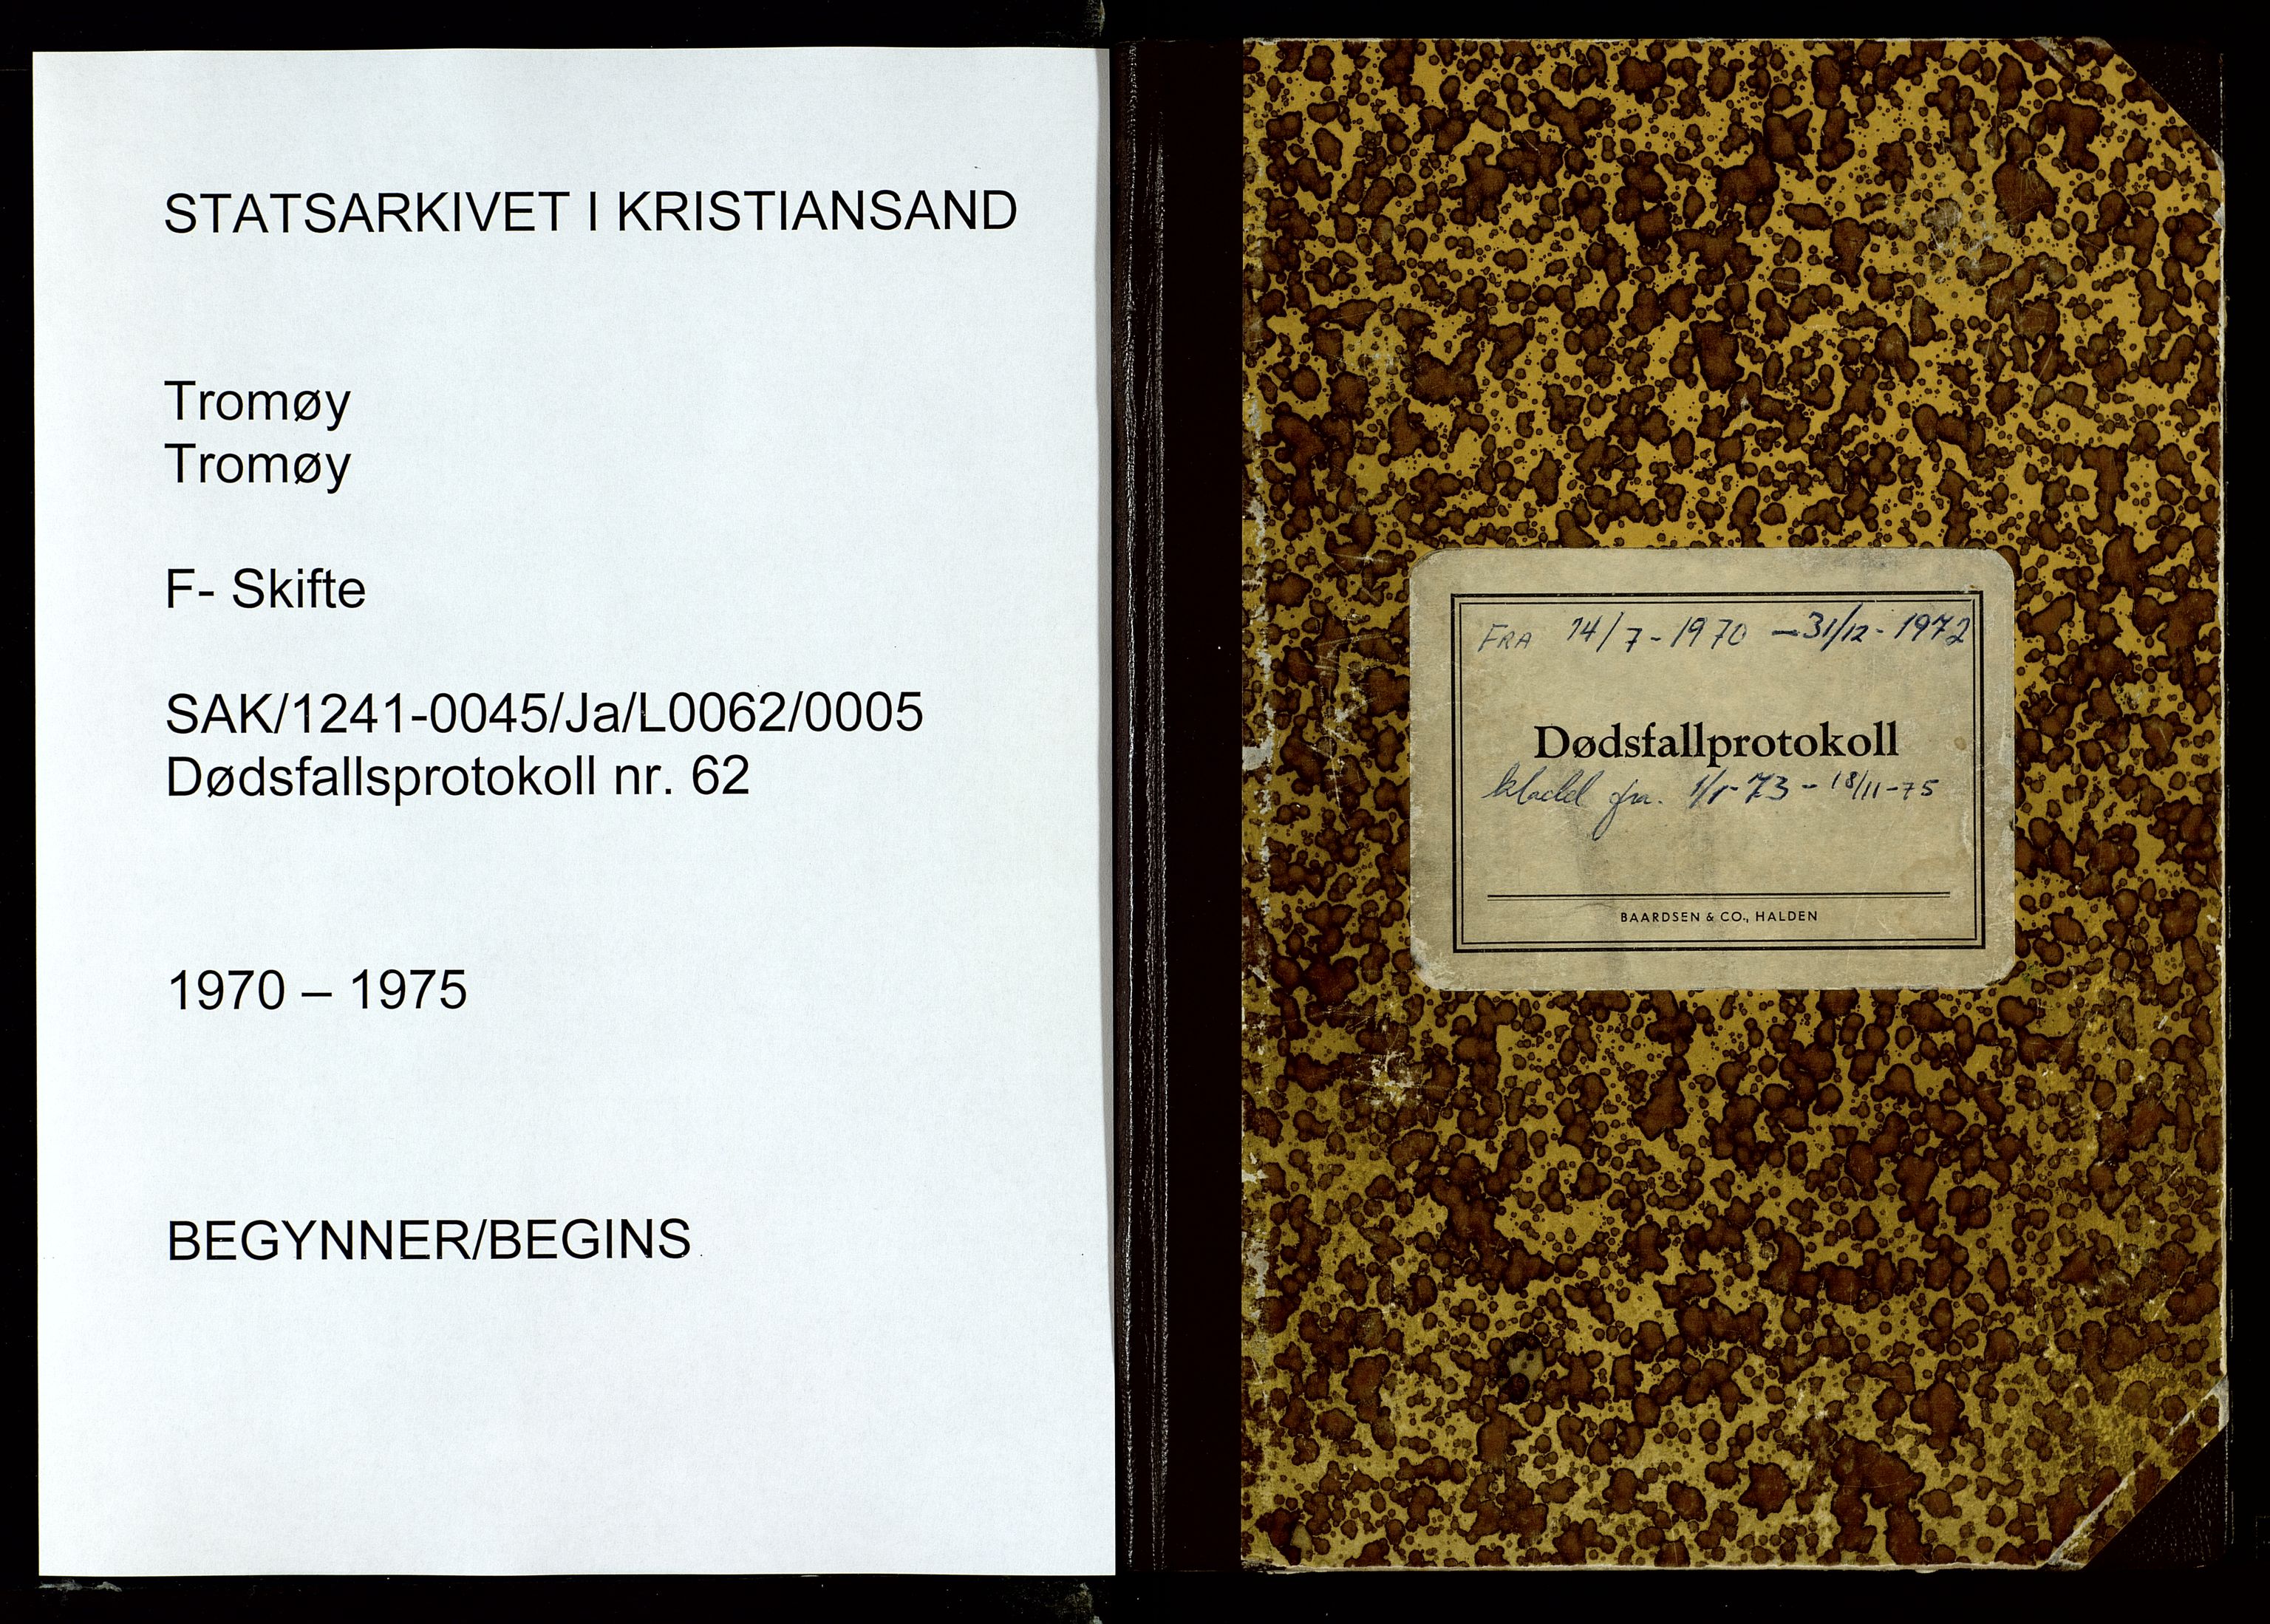 STATSARKIVET I KRISTIANSAND
Tromøy
Tromøy
F- Skifte
SAK/1241-0045/Ja/L0062/0005
Dødsfallsprotokoll nr. 62
1970 – 1975
BEGYNNER/BEGINS
FRA 14/7-1970 – 31/12-1972
Dødsfallprotokoll
kladd fra. 1/1-73 - 18/11-75
BAARDSEN & CO., HALDEN